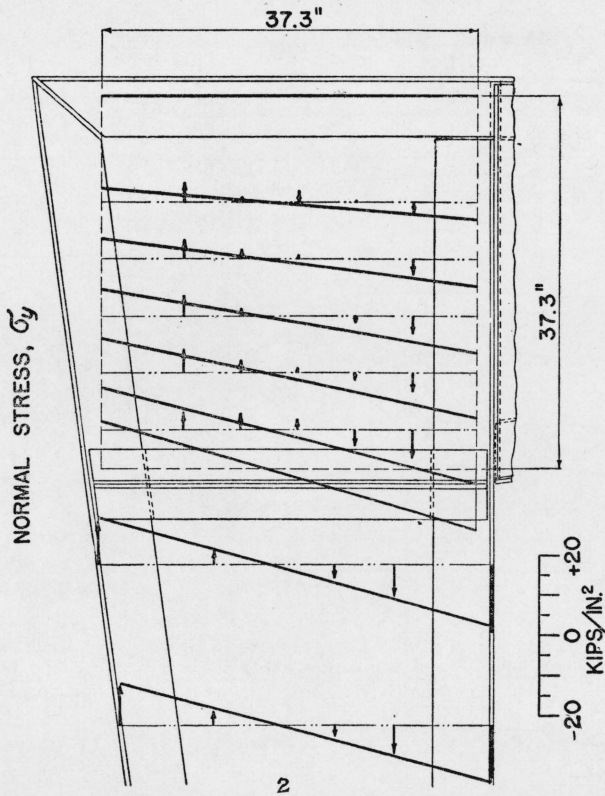 37.3"
37.3"
NORMAL STRESS, σy
-20 0 +20
KIPS/IN.²
2